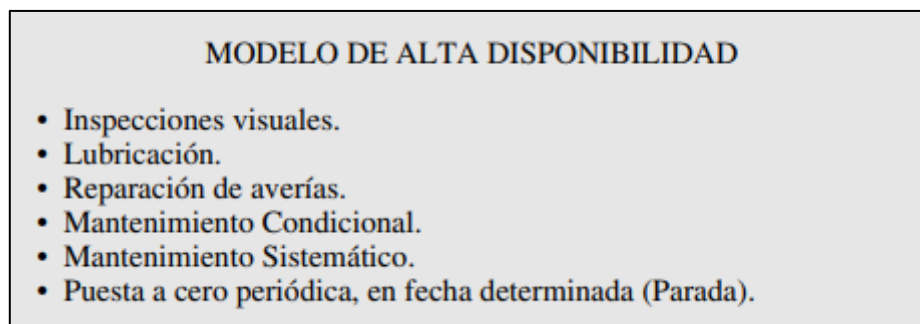 MODELO DE ALTA DISPONIBILIDAD
• Inspecciones visuales.
• Lubricación.
• Reparación de averías.
• Mantenimiento Condicional.
• Mantenimiento Sistemático.
• Puesta a cero periódica, en fecha determinada (Parada).